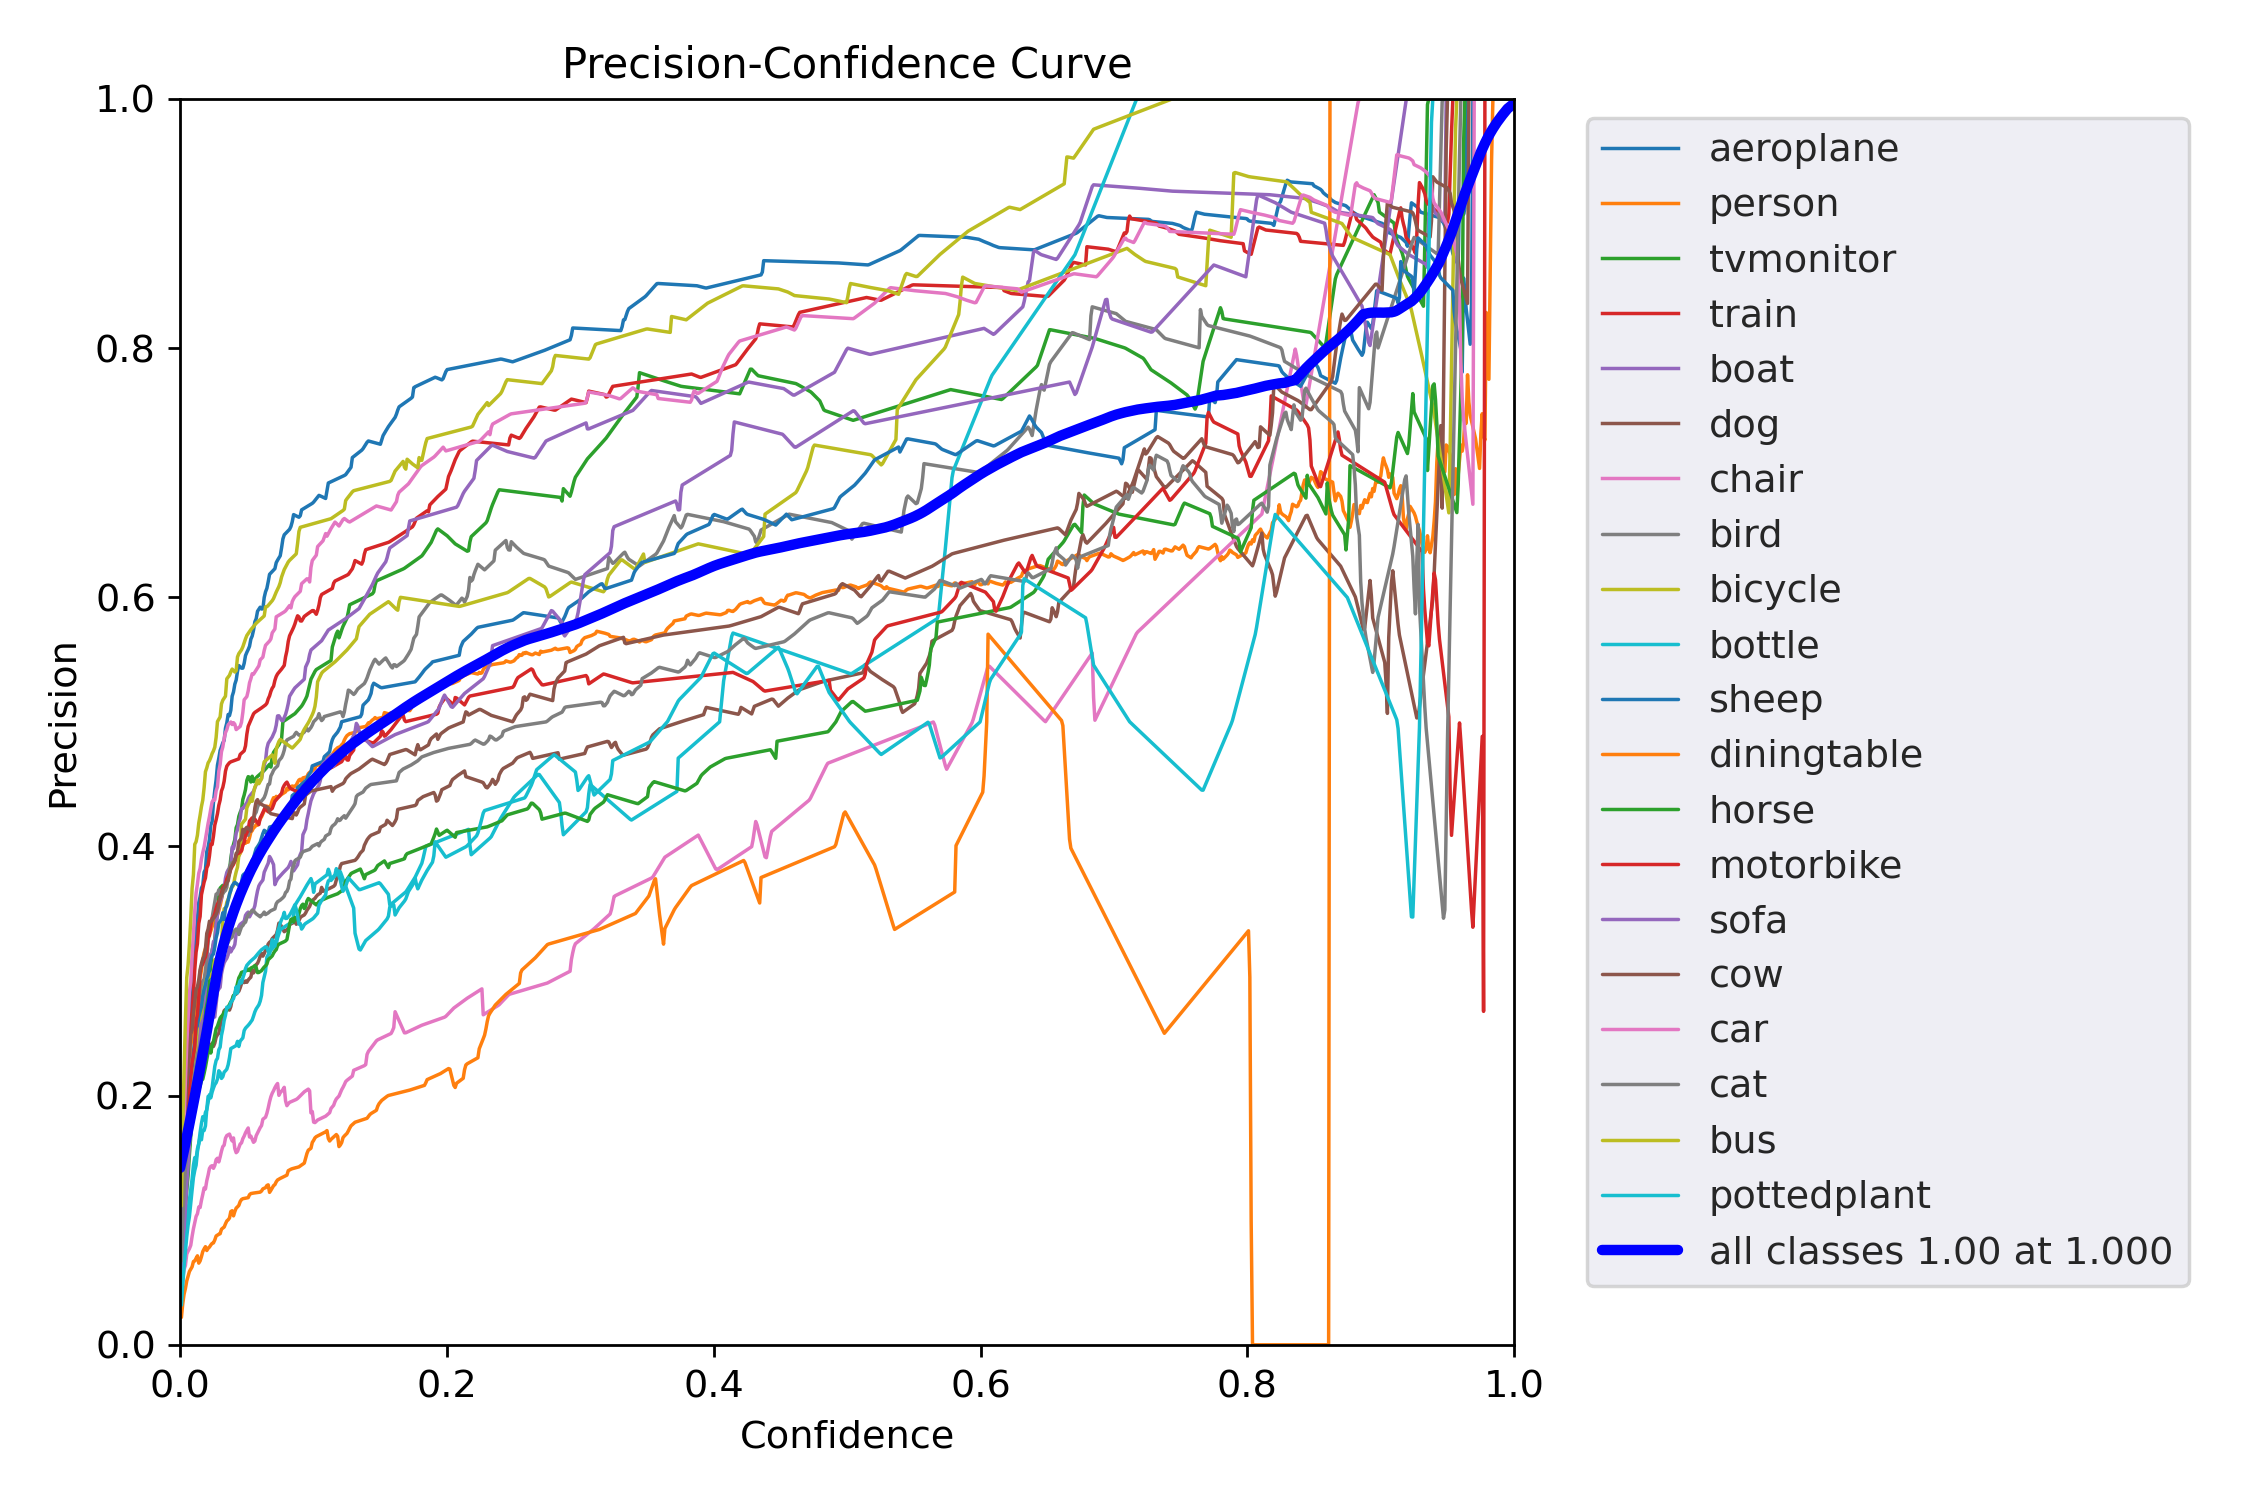 Precision-Confidence Curve
1.0
0.8
0.6
0.4
0.2
0.0
Precision
0.0 0.2 0.4 0.6 0.8 1.0
Confidence
aeroplane
person
tvmonitor
train
boat
dog
chair
bird
bicycle
bottle
sheep
diningtable
horse
motorbike
sofa
cow
car
cat
bus
pottedplant
all classes 1.00 at 1.000